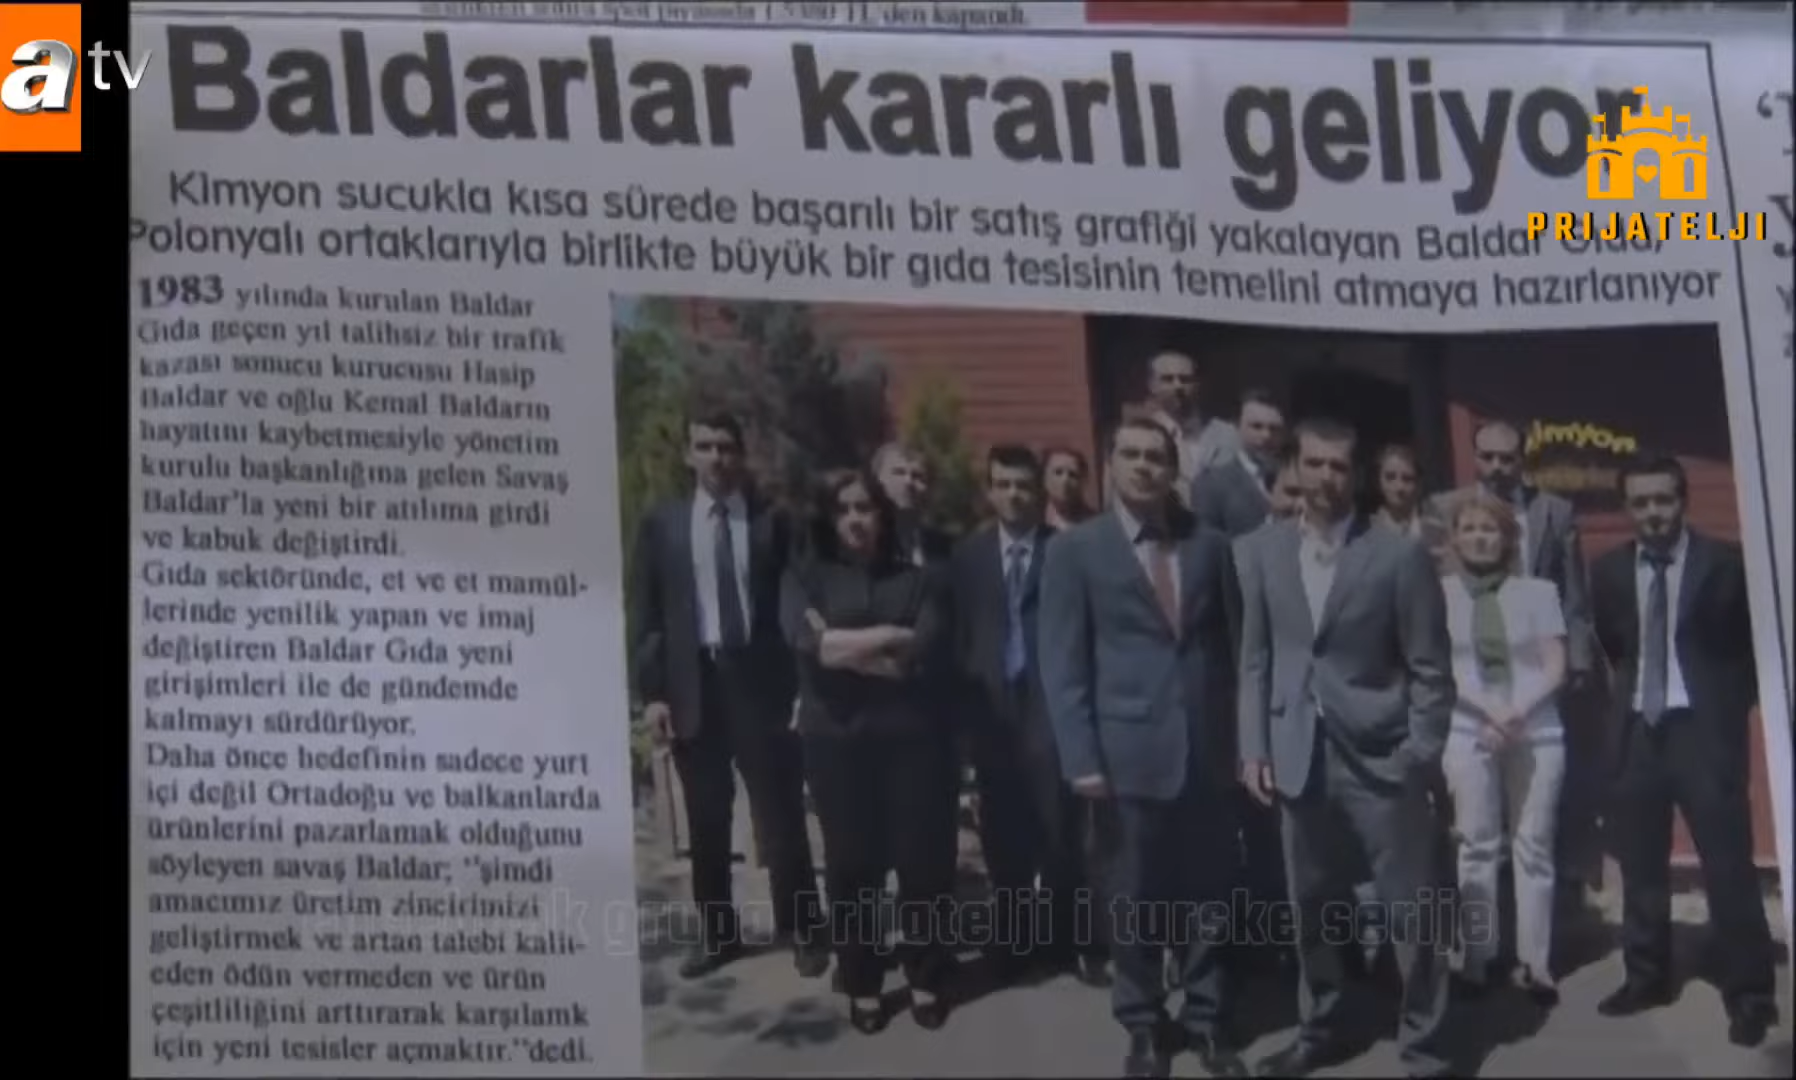 den kapandı.
a tv
Baldarlar kararlı geliyor
PRIJATELJI
Kimyon sucukla kısa sürede başarılı bir satış grafiği yakalayan Baldar
Polonyalı ortaklarıyla birlikte büyük bir gıda tesisinin temelini atmaya hazırlanıyor
1983 yılında kurulan Baldar
Gıda geçen yıl talihsiz bir trafik
kazası sonucu kurucusu Hasip
Baldar ve oğlu Kemal Baldarın
hayatını kaybetmesiyle yönetim
kurulu başkanlığına gelen Savaş
Baldar'la yeni bir atılıma girdi
ve kabuk değiştirdi.
Gıda sektöründe, et ve et mamül-
lerinde yenilik yapan ve imaj
değiştiren Baldar Gıda yeni
girişimleri ile de gündemde
kalmayı sürdürüyor.
Daha önce hedefinin sadece yurt
içi değil Ortadoğu ve balkanlarda
ürünlerini pazarlamak olduğunu
söyleyen savaş Baldar; "şimdi
amacımız üretim zincirimizi
geliştirmek ve artan talebi kalit-
eden ödün vermeden ve ürün
çeşitliliğini arttırarak karşılamk
için yeni tesisler açmaktır."dedi.
kimyon
grupa Prijatelji i turske serije